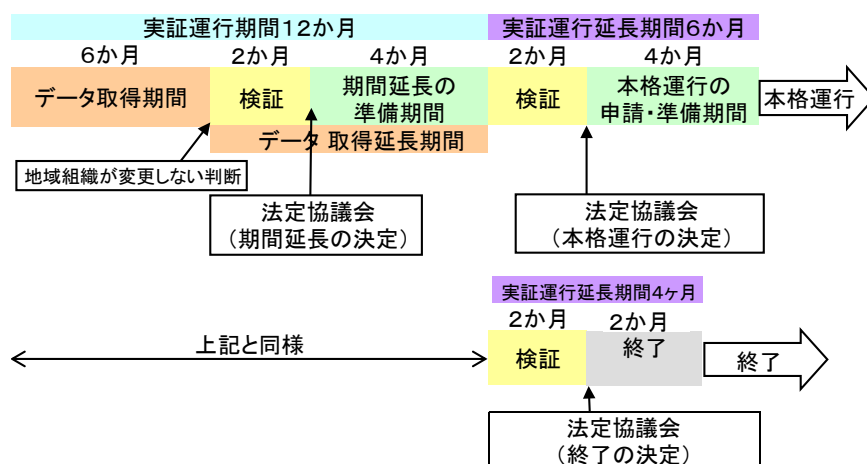 実証運行期間12か月
実証運行延長期間6か月
6か月
2か月
4か月
2か月
4か月
データ取得期間
検証
期間延長の
準備期間
検証
本格運行の
申請・準備期間
本格運行
データ 取得延長期間
地域組織が変更しない判断
法定協議会
（期間延長の決定）
法定協議会
（本格運行の決定）
実証運行延長期間4ヶ月
上記と同様
2か月
2か月
検証
終了
終了
法定協議会
（終了の決定）